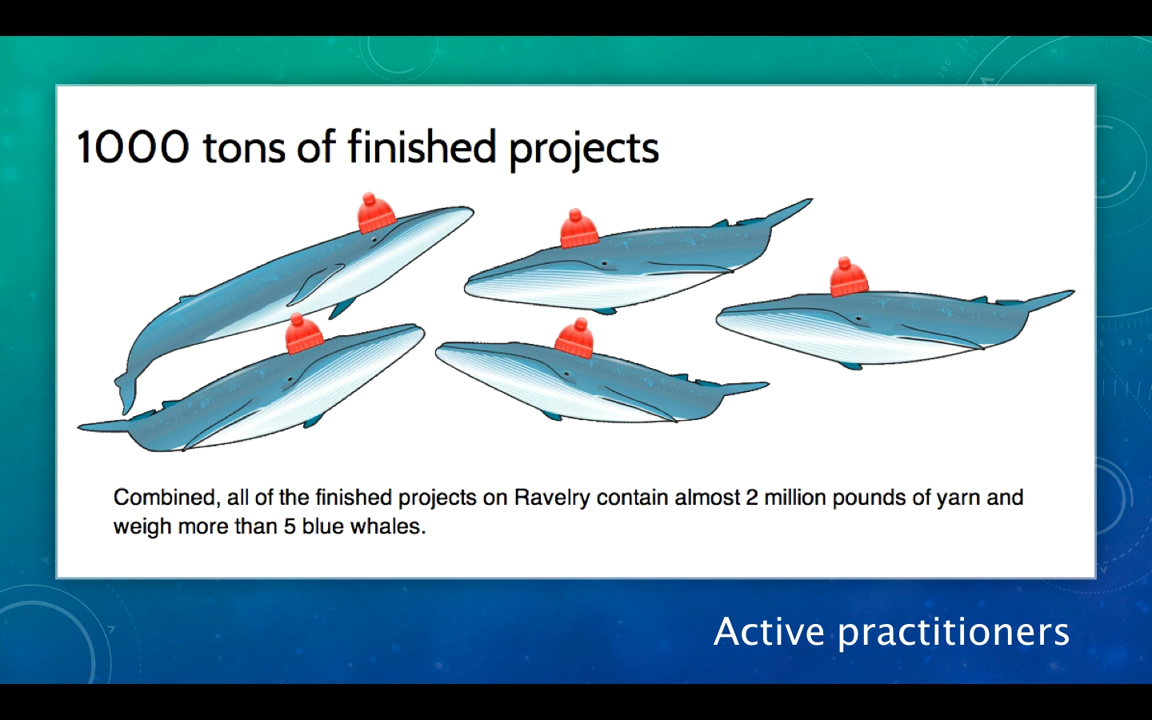 1000 tons of finished projects
Combined, all of the finished projects on Ravelry contain almost 2 million pounds of yarn and
weigh more than 5 blue whales.
Active practitioners